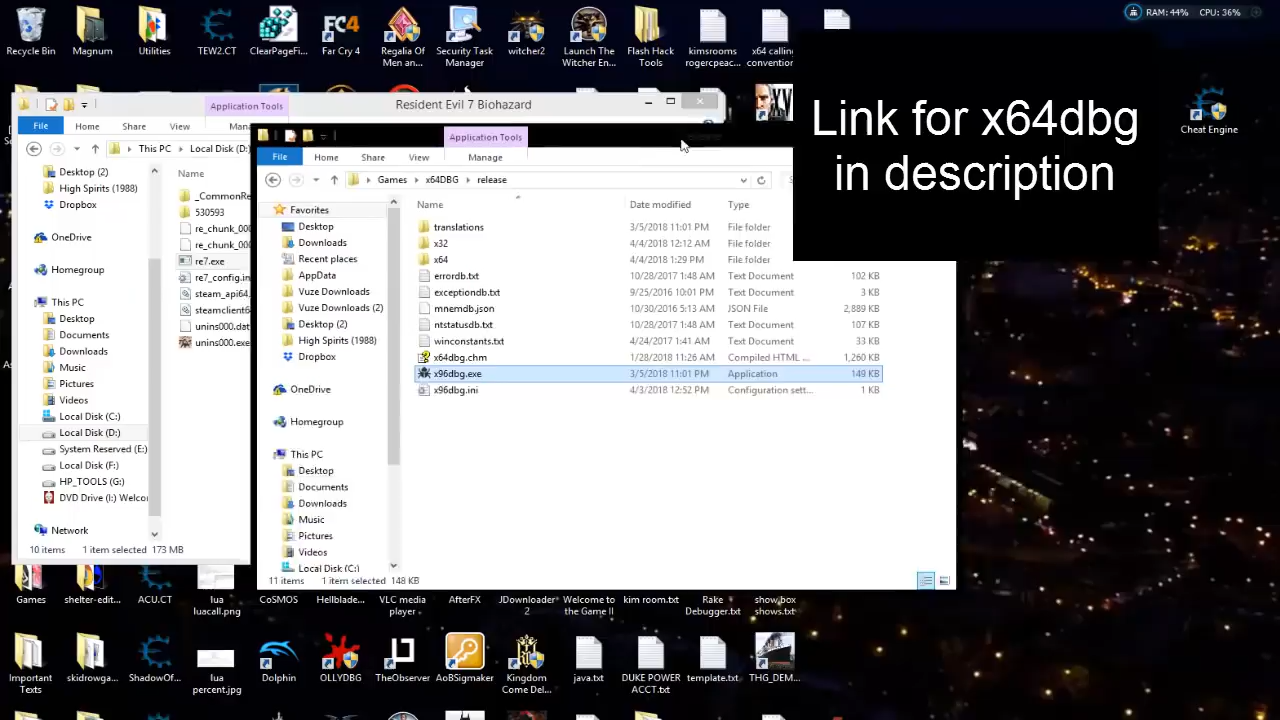 RAM: 44% CPU: 36%
Recycle Bin
Magnum
Utilities
TEW2.CT
ClearPageFi...
Far Cry 4
Regalia Of
Men an...
Security Task
Manager
witcher2
Launch The
Witcher En...
Flash Hack
Tools
kimsrooms
rogercpeac...
x64 calling
convention...
Cheat Engine
Link for x64dbg
in description
Application Tools
Resident Evil 7 Biohazard
File
Home
Share
View
Mana
This PC
Local Disk (D:)
Desktop (2)
High Spirits (1988)
Dropbox
OneDrive
Homegroup
This PC
Desktop
Documents
Downloads
Music
Pictures
Videos
Local Disk (C:)
Local Disk (D:)
System Reserved (E:)
Local Disk (F:)
HP_TOOLS (G:)
DVD Drive (I:) Welco
Network
Name
_CommonRe
530593
re_chunk_00
re_chunk_00
re7.exe
re7_config.in
steam_api64.
steamclient6
unins000.dat
unins000.exe
10 items 1 item selected 173 MB
Application Tools
File
Home
Share
View
Manage
Games
x64DBG
release
Name
Date modified
Type
Favorites
Desktop
Downloads
Recent places
AppData
Vuze Downloads
Vuze Downloads (2)
Desktop (2)
High Spirits (1988)
Dropbox
OneDrive
Homegroup
This PC
Desktop
Documents
Downloads
Music
Pictures
Videos
Local Disk (C:)
translations 3/5/2018 11:01 PM File folder
x32 4/4/2018 12:12 AM File folder
x64 4/4/2018 1:29 PM File folder
errordb.txt 10/28/2017 1:48 AM Text Document 102 KB
exceptiondb.txt 9/25/2016 10:01 PM Text Document 3 KB
mnemdb.json 10/30/2016 5:13 AM JSON File 2,889 KB
ntstatusdb.txt 10/28/2017 1:48 AM Text Document 107 KB
winconstants.txt 4/24/2017 1:41 AM Text Document 33 KB
x64dbg.chm 1/28/2018 11:26 AM Compiled HTML ... 1,260 KB
x96dbg.exe 3/5/2018 11:01 PM Application 149 KB
x96dbg.ini 4/3/2018 12:52 PM Configuration sett... 1 KB
11 items 1 item selected 148 KB
Games
shelter-edit...
ACU.CT
lua
luacall.png
CoSMOS
Hellblade...
VLC media
player
AfterFX
JDownloader
2
Welcome to
the Game II
kim room.txt
Rake
Debugger.txt
show box
shows.txt
Important
Texts
skidrowga...
ShadowOf...
lua
percent.jpg
Dolphin
OLLYDBG
TheObserver
AoBSigmaker
Kingdom
Come Del...
java.txt
DUKE POWER
ACCT.txt
template.txt
THG_DEM...